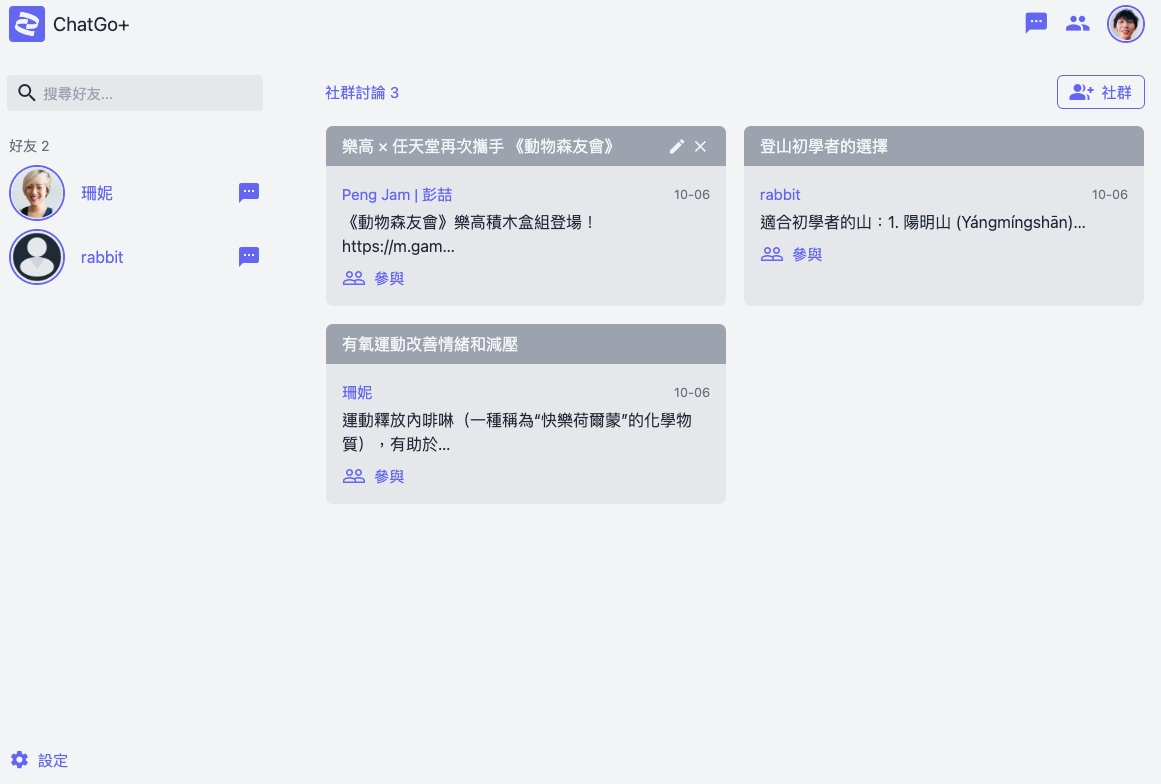 ChatGo+
搜尋好友...
好友 2
珊妮
rabbit
設定
社群討論 3
社群
樂高 × 任天堂再次攜手 《動物森友會》
Peng Jam | 彭喆
10-06
《動物森友會》樂高積木盒組登場！
https://m.gam...
參與
登山初學者的選擇
rabbit
10-06
適合初學者的山：1. 陽明山 (Yángmíngshān)...
參與
有氧運動改善情緒和減壓
珊妮
10-06
運動釋放內啡啉（一種稱為“快樂荷爾蒙”的化學物
質），有助於...
參與